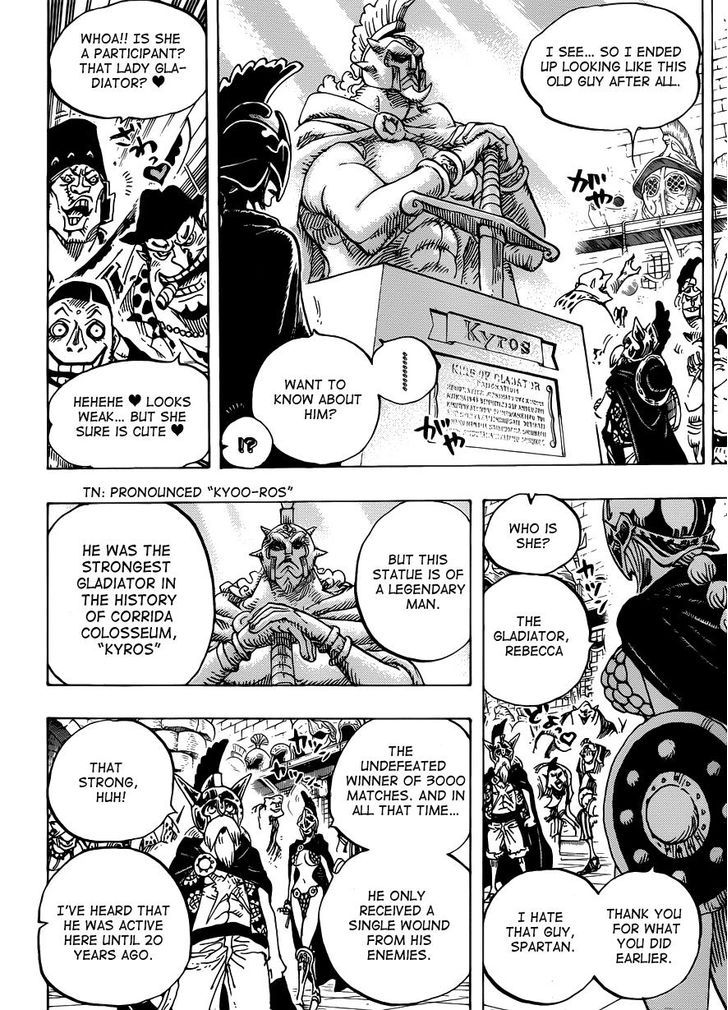 I SEE... SO I ENDED
UP LOOKING LIKE THIS
OLD GUY AFTER ALL.
ガヤ
Kyros
KING OF GLADIATOR
ガヤ
WANT TO
KNOW ABOUT
HIM?
..........
!?
WHOA!! IS SHE
A PARTICIPANT?
THAT LADY GLA-
DIATOR? ♥
HEHEHE ♥ LOOKS
WEAK... BUT SHE
SURE IS CUTE ♥
TN: PRONOUNCED "KYOO-ROS"
WHO IS
SHE?
THE
GLADIATOR,
REBECCA
THANK YOU
FOR WHAT
YOU DID
EARLIER.
I HATE
THAT GUY,
SPARTAN.
BUT THIS
STATUE IS OF
A LEGENDARY
MAN.
HE WAS THE
STRONGEST
GLADIATOR IN
THE HISTORY
OF CORRIDA
COLOSSEUM,
"KYROS"
THE
UNDEFEATED
WINNER OF 3000
MATCHES. AND IN
ALL THAT TIME...
HE ONLY
RECEIVED A
SINGLE WOUND
FROM HIS
ENEMIES.
THAT
STRONG,
HUH!
I'VE HEARD THAT
HE WAS ACTIVE
HERE UNTIL 20
YEARS AGO.